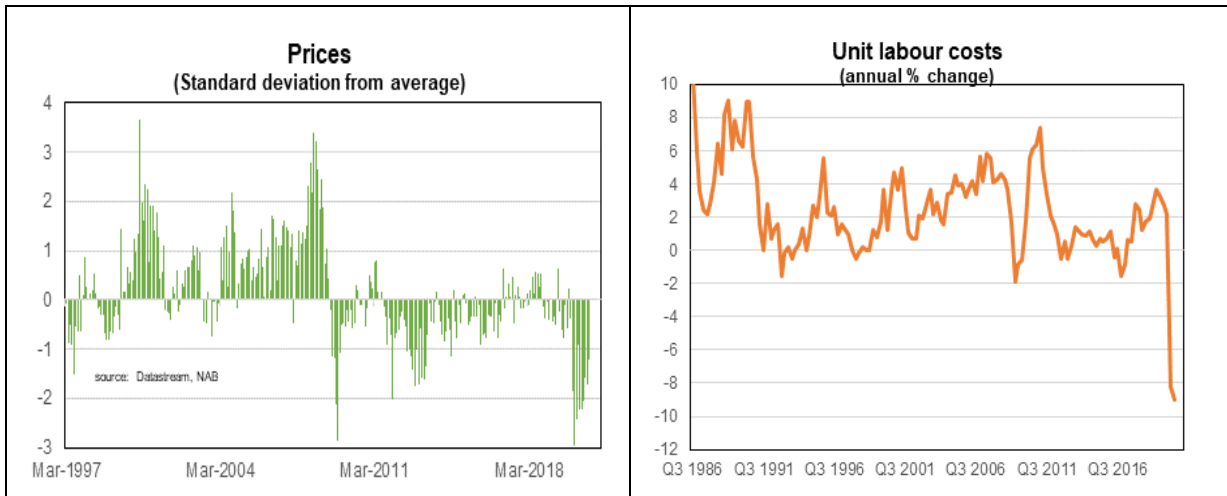 Prices
(Standard deviation from average)
4
3
2
1
0
-1
-2
-3
source: Datastream, NAB
Mar-1997 Mar-2004 Mar-2011 Mar-2018
Unit labour costs
(annual % change)
10
8
6
4
2
0
-2
-4
-6
-8
-10
-12
Q3 1986 Q3 1991 Q3 1996 Q3 2001 Q3 2006 Q3 2011 Q3 2016